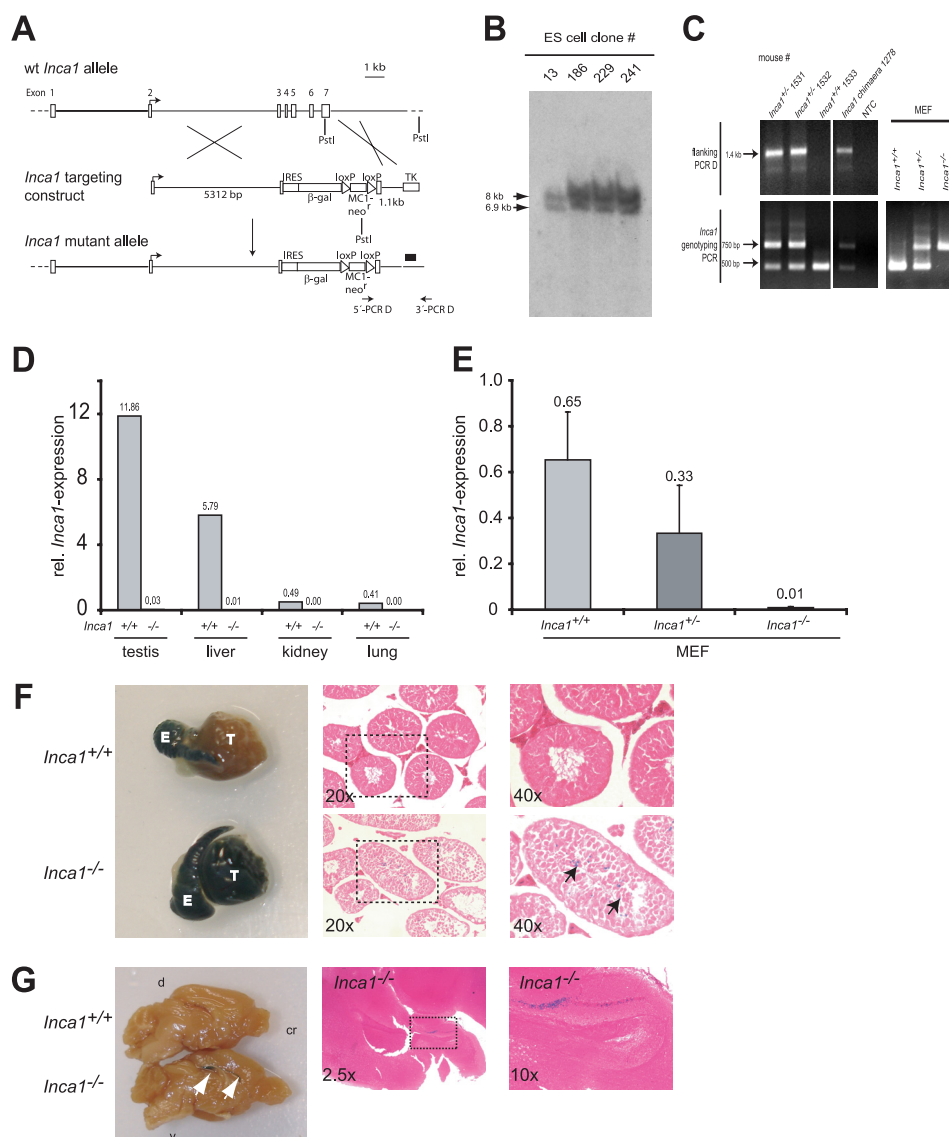 A
wt Inca1 allele
1 kb
Exon 1 2 3 4 5 6 7
PstI PstI
Inca1 targeting
construct
5312 bp
IRES
β-gal
loxP loxP
MC1-
neoʳ
1.1kb
TK
PstI
Inca1 mutant allele
IRES
β-gal
loxP loxP
MC1-
neoʳ
5´-PCR D 3´-PCR D
B
ES cell clone #
13 186 229 241
8 kb
6.9 kb
C
mouse #
Inca1+/- 1531
Inca1+/- 1532
Inca1+/+ 1533
Inca1 chimaera 1278
NTC
MEF
Inca1+/+
Inca1+/-
Inca1-/-
flanking
PCR D
1.4 kb
Inca1
genotyping
PCR
750 bp
500 bp
D
rel. Inca1-expression
12
8
4
0
11.86
0.03
5.79
0.01
0.49
0.00
0.41
0.00
Inca1 +/+ -/- +/+ -/- +/+ -/- +/+ -/-
testis liver kidney lung
E
rel. Inca1-expression
1.0
0.8
0.6
0.4
0.2
0
0.65
0.33
0.01
Inca1+/+ Inca1+/- Inca1-/-
MEF
F
Inca1+/+
E T
20x
40x
Inca1-/-
E T
20x
40x
G
Inca1+/+
Inca1-/-
d
cr
v
Inca1-/-
2.5x
Inca1-/-
10x